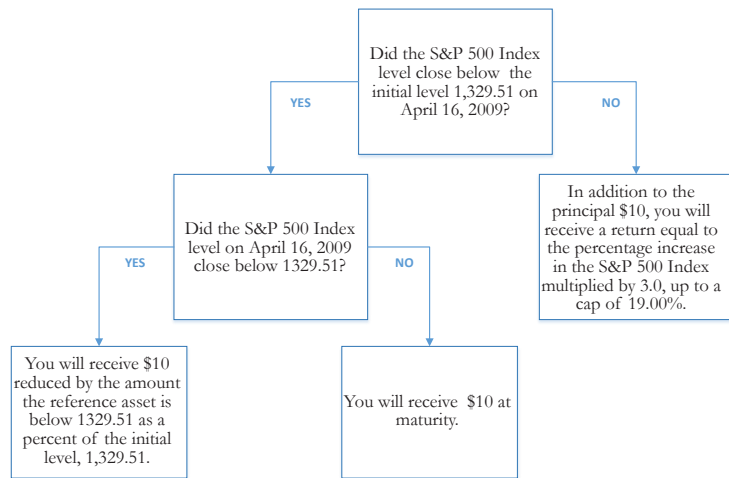 Did the S&P 500 Index
level close below the
initial level 1,329.51 on
April 16, 2009?
YES
NO
Did the S&P 500 Index
level on April 16, 2009
close below 1329.51?
In addition to the
principal $10, you will
receive a return equal to
the percentage increase
in the S&P 500 Index
multiplied by 3.0, up to a
cap of 19.00%.
YES
NO
You will receive $10
reduced by the amount
the reference asset is
below 1329.51 as a
percent of the initial
level, 1,329.51.
You will receive $10 at
maturity.